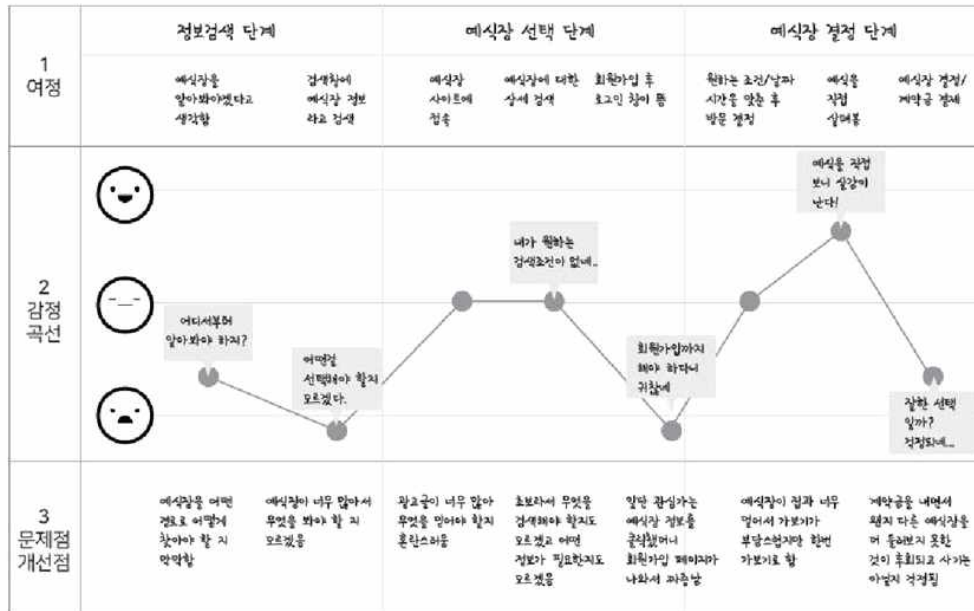 정보검색 단계
예식장 선택 단계
예식장 결정 단계
1
여정
예식장을
알아봐야겠다고
생각함
검색창에
예식장 정보
라고 검색
예식장
사이트에
접속
예식장에 대한
상세 검색
회원가입 후
로그인 창이 뜸
원하는 조건/날짜
시간을 맞춘 후
방문 결정
예식을
직접
살펴봄
예식장 결정/
계약금 결제
2
감정
곡선
어디서부터
알아봐야 하지?
어떤걸
선택해야 할지
모르겠다.
내가 원하는
검색조건이 없네...
회원가입까지
해야 하다니
귀찮네
예식을 직접
보니 실감이
난다!
잘한 선택
일까?
걱정되네...
3
문제점
개선점
예식장을 어떤
경로로 어떻게
찾아야 할 지
막막함
예식장이 너무 많아서
무엇을 봐야 할 지
모르겠음
광고글이 너무 많아
무엇을 믿어야 할지
혼란스러움
초보라서 무엇을
검색해야 할지도
모르겠고 어떤
정보가 필요한지도
모르겠음
일단 관심가는
예식장 정보를
클릭했더니
회원가입 페이지가
나와서 짜증남
예식장이 집과 너무
멀어서 가보기가
부담스럽지만 한번
가보기로 함
계약금을 내면서
왠지 다른 예식장을
더 둘러보지 못한
것이 후회되고 사기는
아닐지 걱정됨